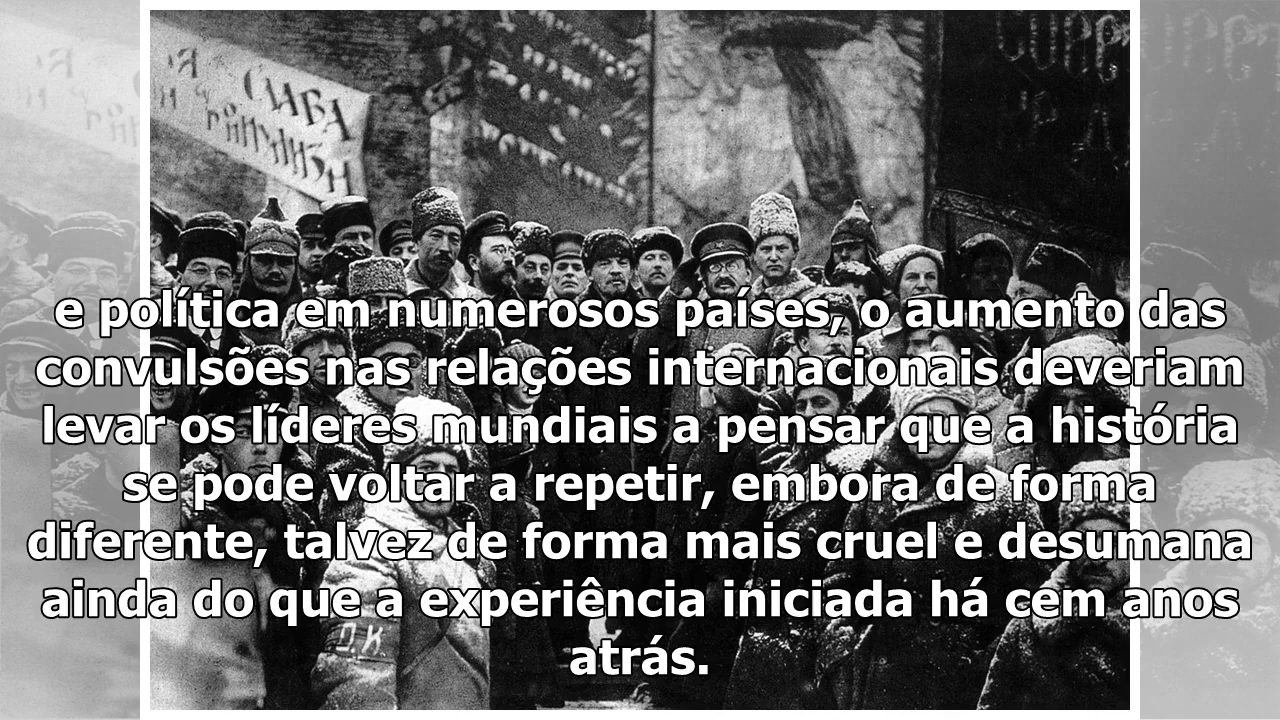 СЛАВА
e política em numerosos países, o aumento das
convulsões nas relações internacionais deveriam
levar os líderes mundiais a pensar que a história
se pode voltar a repetir, embora de forma
diferente, talvez de forma mais cruel e desumana
ainda do que a experiência iniciada há cem anos
atrás.
Д.К.